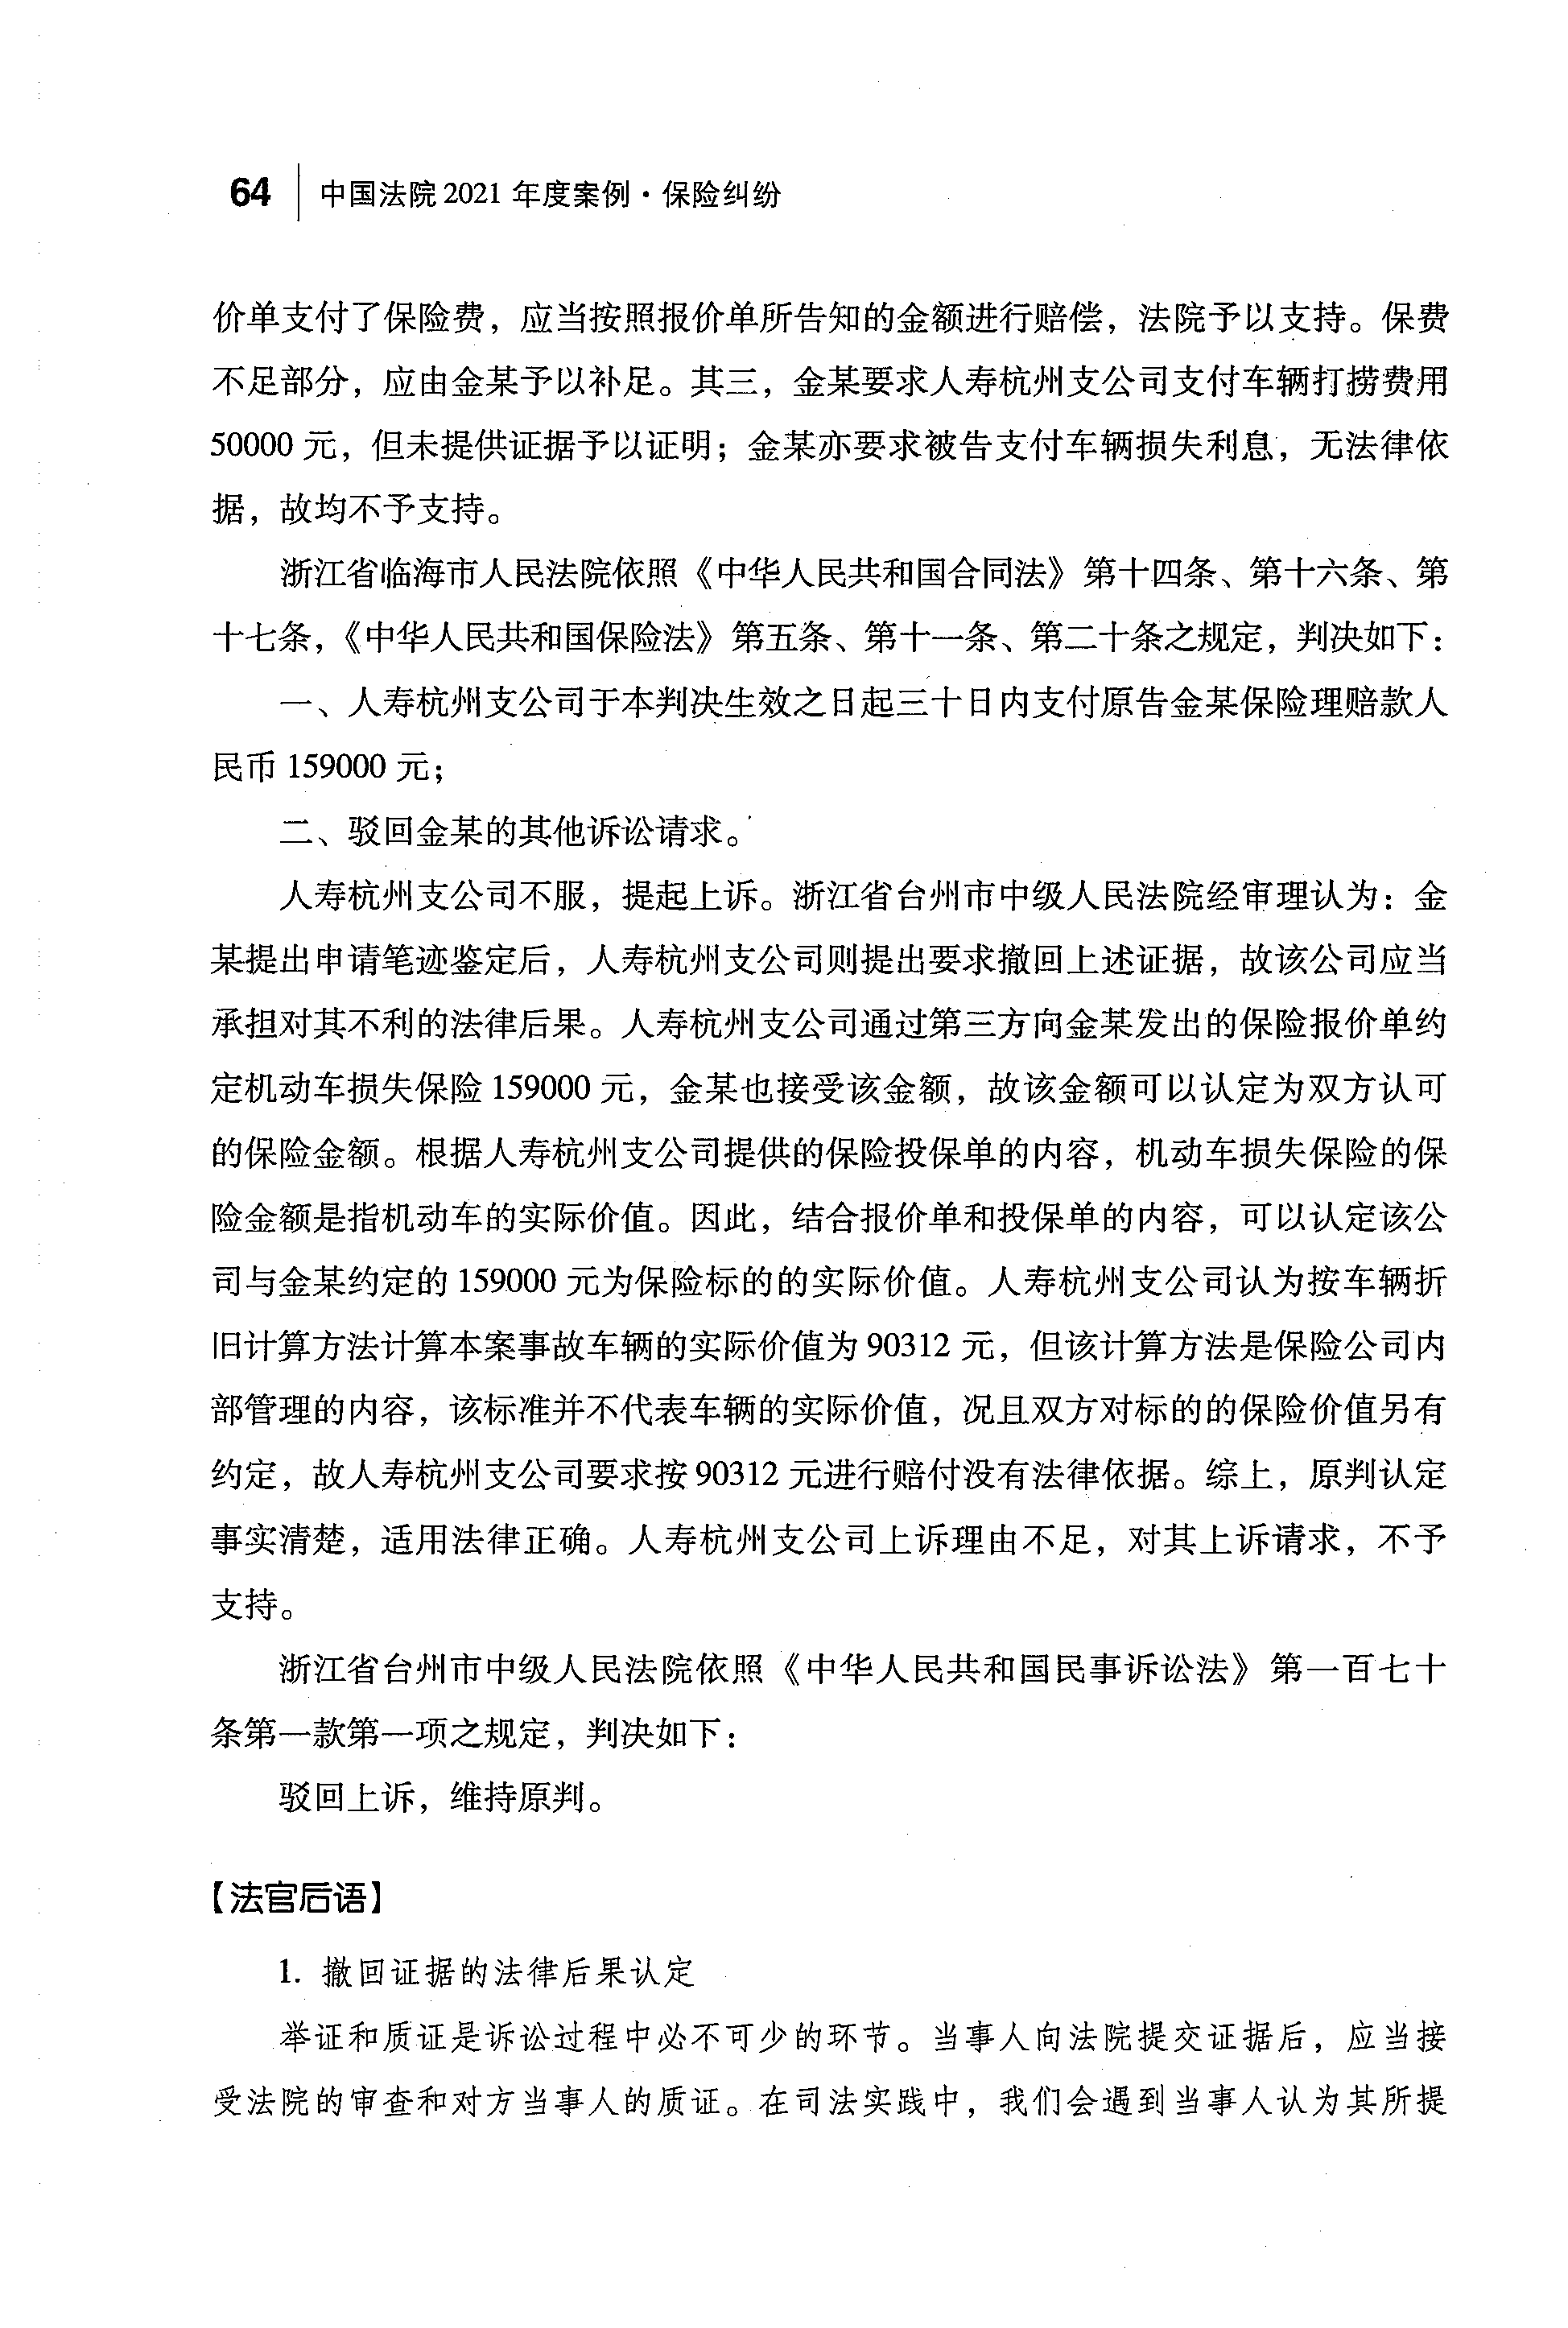 64 中国法院2021年度案例·保险纠纷
价单支付了保险费，应当按照报价单所告知的金额进行赔偿，法院予以支持。保费
不足部分，应由金某予以补足。其三，金某要求人寿杭州支公司支付车辆打捞费用
50000元，但未提供证据予以证明；金某亦要求被告支付车辆损失利息，无法律依
据，故均不予支持。
浙江省临海市人民法院依照《中华人民共和国合同法》第十四条、第十六条、第
十七条，《中华人民共和国保险法》第五条、第十一条、第二十条之规定，判决如下：
一、人寿杭州支公司于本判决生效之日起三十日内支付原告金某保险理赔款人
民币159000元；
二、驳回金某的其他诉讼请求。
人寿杭州支公司不服，提起上诉。浙江省台州市中级人民法院经审理认为：金
某提出申请笔迹鉴定后，人寿杭州支公司则提出要求撤回上述证据，故该公司应当
承担对其不利的法律后果。人寿杭州支公司通过第三方向金某发出的保险报价单约
定机动车损失保险159000元，金某也接受该金额，故该金额可以认定为双方认可
的保险金额。根据人寿杭州支公司提供的保险投保单的内容，机动车损失保险的保
险金额是指机动车的实际价值。因此，结合报价单和投保单的内容，可以认定该公
司与金某约定的159000元为保险标的的实际价值。人寿杭州支公司认为按车辆折
旧计算方法计算本案事故车辆的实际价值为90312元，但该计算方法是保险公司内
部管理的内容，该标准并不代表车辆的实际价值，况且双方对标的的保险价值另有
约定，故人寿杭州支公司要求按90312元进行赔付没有法律依据。综上，原判认定
事实清楚，适用法律正确。人寿杭州支公司上诉理由不足，对其上诉请求，不予
支持。
浙江省台州市中级人民法院依照《中华人民共和国民事诉讼法》第一百七十
条第一款第一项之规定，判决如下：
驳回上诉，维持原判。
【法官后语】
1. 撤回证据的法律后果认定
举证和质证是诉讼过程中必不可少的环节。当事人向法院提交证据后，应当接
受法院的审查和对方当事人的质证。在司法实践中，我们会遇到当事人认为其所提